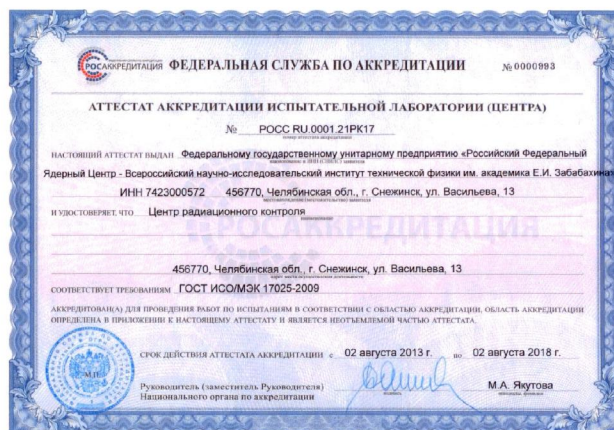 РОСАККРЕДИТАЦИЯ ФЕДЕРАЛЬНАЯ СЛУЖБА ПО АККРЕДИТАЦИИ № 0000993
АТТЕСТАТ АККРЕДИТАЦИИ ИСПЫТАТЕЛЬНОЙ ЛАБОРАТОРИИ (ЦЕНТРА)
№ РОСС RU.0001.21РК17
номер аттестата аккредитации
НАСТОЯЩИЙ АТТЕСТАТ ВЫДАН Федеральному государственному унитарному предприятию «Российский Федеральный
Ядерный Центр - Всероссийский научно-исследовательский институт технической физики им. академика Е.И. Забабахина»
ИНН 7423000572 456770, Челябинская обл., г. Снежинск, ул. Васильева, 13
И УДОСТОВЕРЯЕТ, ЧТО Центр радиационного контроля
РОСАККРЕДИТАЦИЯ
456770, Челябинская обл., г. Снежинск, ул. Васильева, 13
СООТВЕТСТВУЕТ ТРЕБОВАНИЯМ ГОСТ ИСО/МЭК 17025-2009
АККРЕДИТОВАН(А) ДЛЯ ПРОВЕДЕНИЯ РАБОТ ПО ИСПЫТАНИЯМ В СООТВЕТСТВИИ С ОБЛАСТЬЮ АККРЕДИТАЦИИ. ОБЛАСТЬ АККРЕДИТАЦИИ
ОПРЕДЕЛЕНА В ПРИЛОЖЕНИИ К НАСТОЯЩЕМУ АТТЕСТАТУ И ЯВЛЯЕТСЯ НЕОТЪЕМЛЕМОЙ ЧАСТЬЮ АТТЕСТАТА.
СРОК ДЕЙСТВИЯ АТТЕСТАТА АККРЕДИТАЦИИ с 02 августа 2013 г. по 02 августа 2018 г.
М.П.
Руководитель (заместитель Руководителя)
Национального органа по аккредитации
М.А. Якутова
подпись